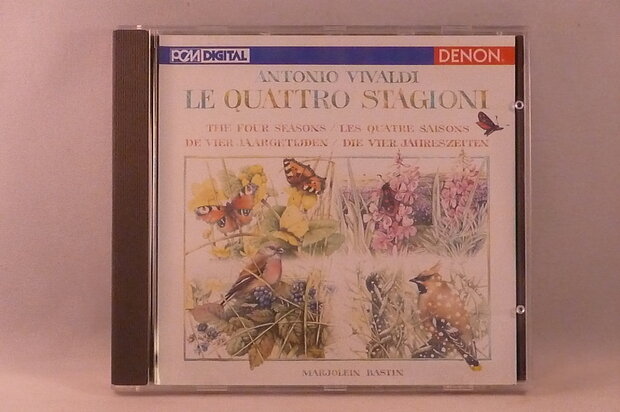 PCM DIGITAL
DENON
ANTONIO VIVALDI
LE QUATTRO STAGIONI
THE FOUR SEASONS / LES QUATRE SAISONS
DE VIER JAARGETIJDEN / DIE VIER JAHRESZEITEN
MARJOLEIN BASTIN